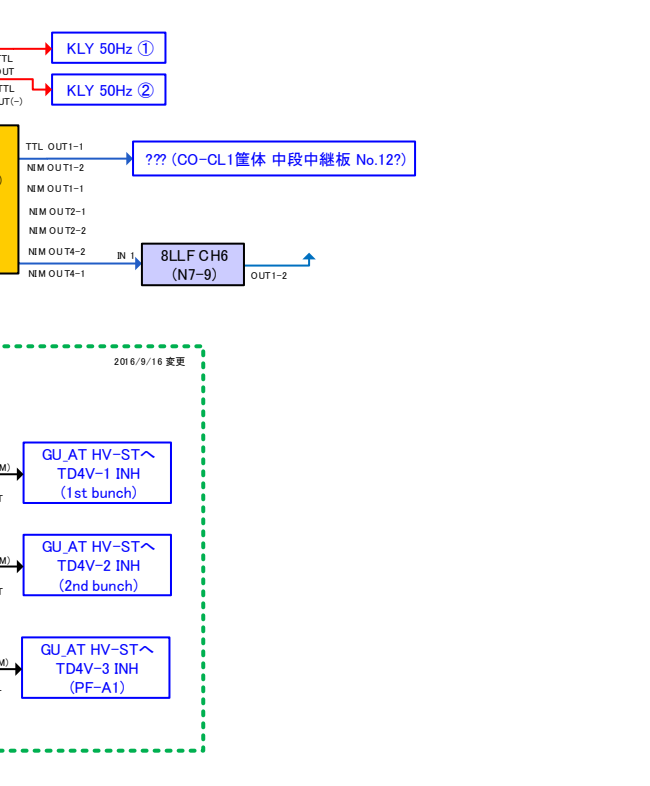 KLY 50Hz ①
KLY 50Hz ②
TTL OUT1-1
NIM OUT1-2
NIM OUT1-1
NIM OUT2-1
NIM OUT2-2
NIM OUT4-2
NIM OUT4-1
??? (CO-CL1筐体 中段中継板 No.12?)
IN 1
8LLF CH6
(N7-9)
OUT1-2
2016/9/16 変更
GU_AT HV-STへ
TD4V-1 INH
(1st bunch)
GU_AT HV-STへ
TD4V-2 INH
(2nd bunch)
GU_AT HV-STへ
TD4V-3 INH
(PF-A1)